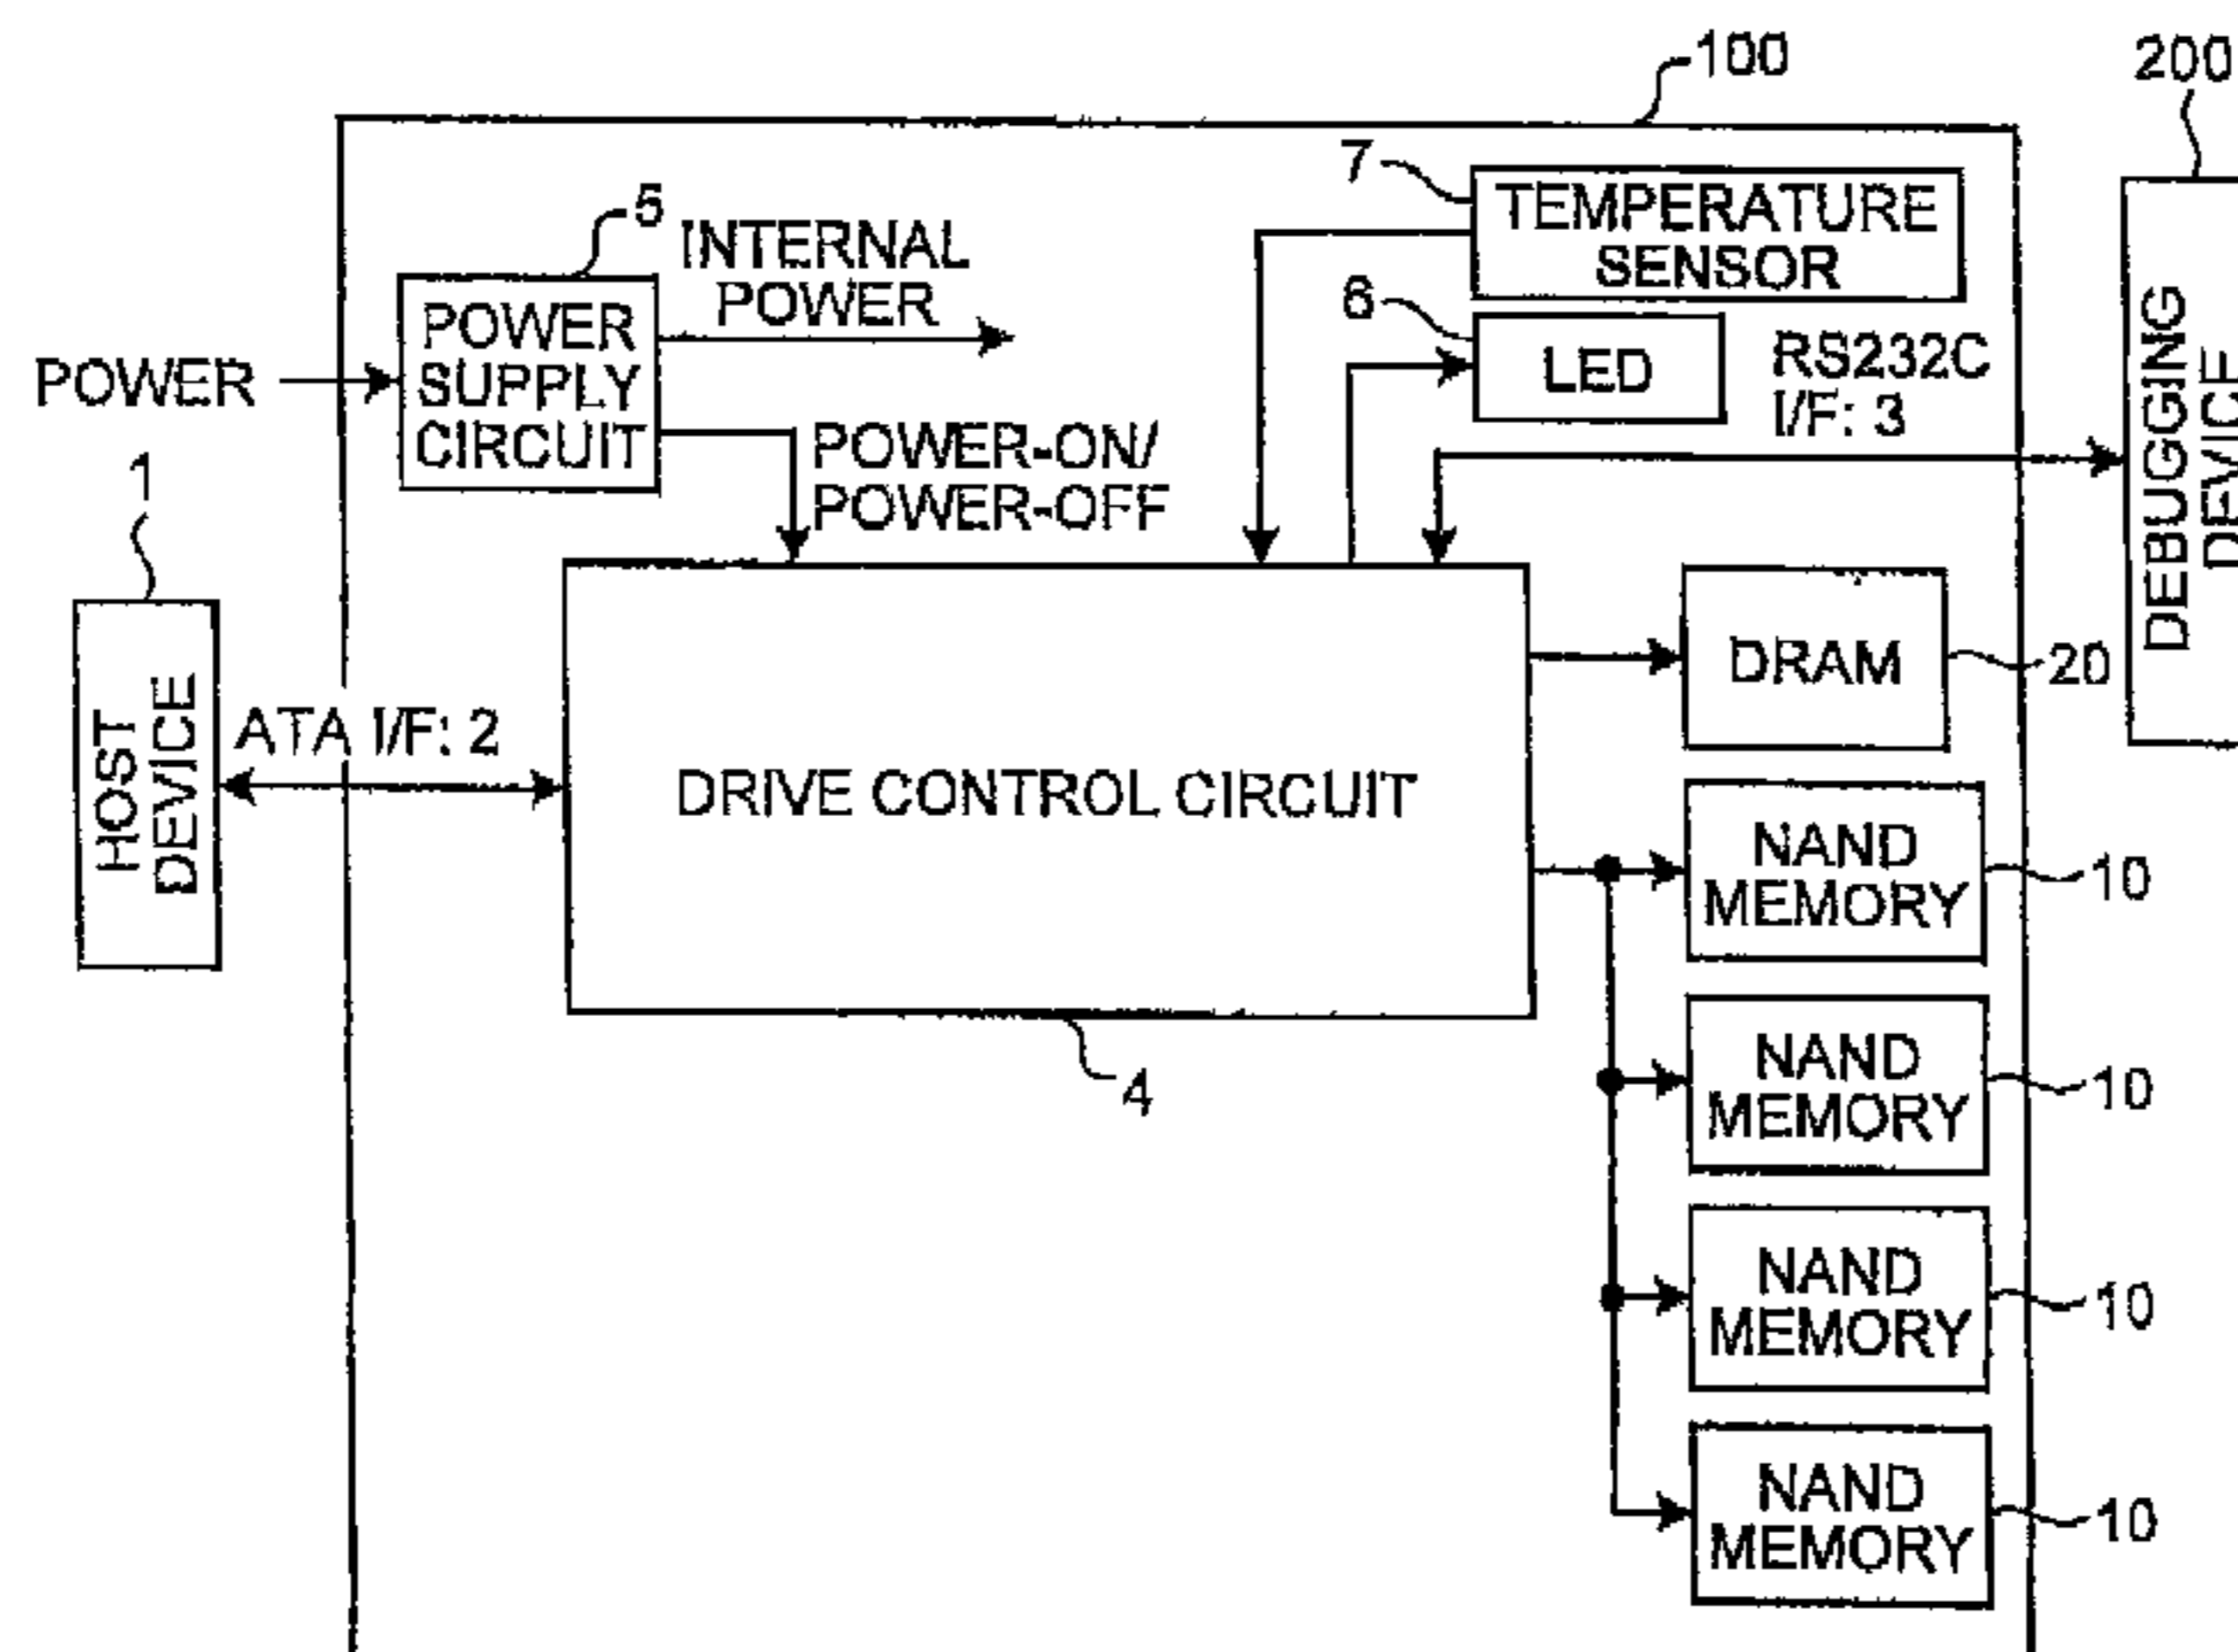 100
200
7
TEMPERATURE
SENSOR
5
INTERNAL
POWER
6
POWER
SUPPLY
CIRCUIT
POWER
LED
RS232C
I/F: 3
POWER-ON/
POWER-OFF
DEBUGGING
DEVICE
1
HOST
DEVICE
ATA I/F: 2
DRIVE CONTROL CIRCUIT
4
DRAM
20
NAND
MEMORY
10
NAND
MEMORY
10
NAND
MEMORY
10
NAND
MEMORY
10